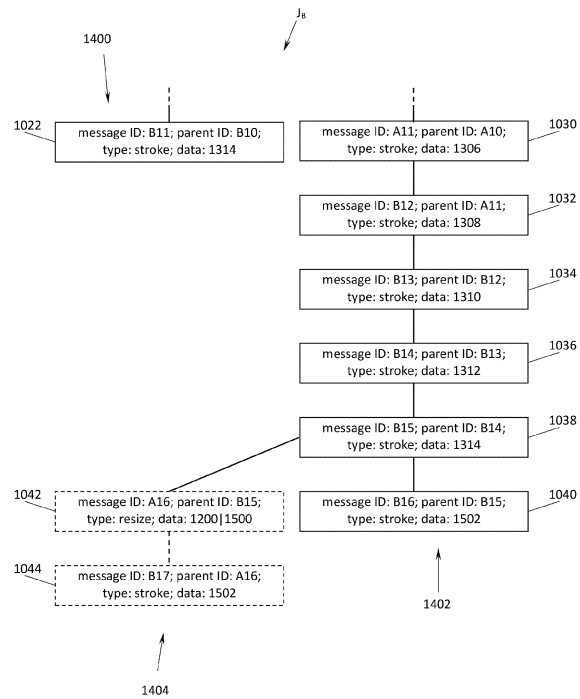 J_B
1400
1022
message ID: B11; parent ID: B10;
type: stroke; data: 1314
message ID: A11; parent ID: A10;
type: stroke; data: 1306
1030
message ID: B12; parent ID: A11;
type: stroke; data: 1308
1032
message ID: B13; parent ID: B12;
type: stroke; data: 1310
1034
message ID: B14; parent ID: B13;
type: stroke; data: 1312
1036
message ID: B15; parent ID: B14;
type: stroke; data: 1314
1038
1042
message ID: A16; parent ID: B15;
type: resize; data: 1200|1500
message ID: B16; parent ID: B15;
type: stroke; data: 1502
1040
1044
message ID: B17; parent ID: A16;
type: stroke; data: 1502
1402
1404